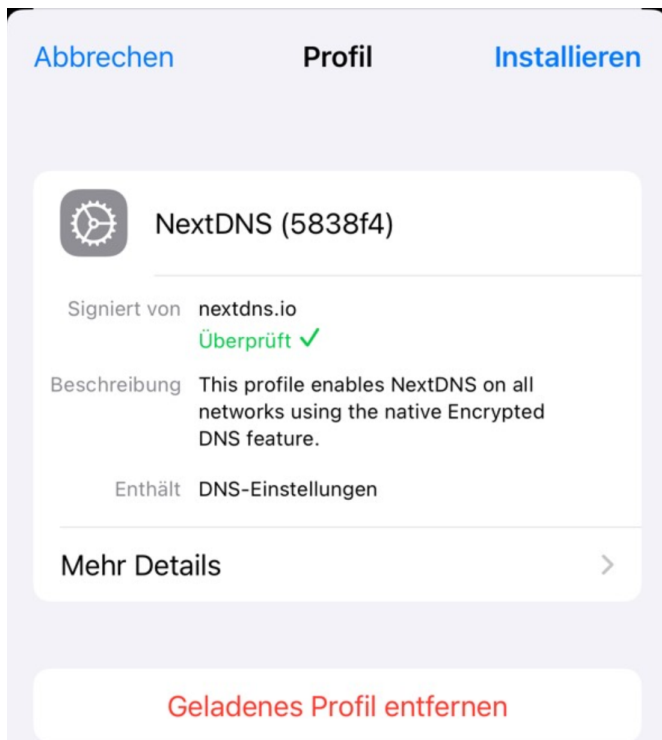 Abbrechen Profil Installieren
NextDNS (5838f4)
Signiert von nextdns.io
Überprüft ✓
Beschreibung This profile enables NextDNS on all
networks using the native Encrypted
DNS feature.
Enthält DNS-Einstellungen
Mehr Details
Geladenes Profil entfernen